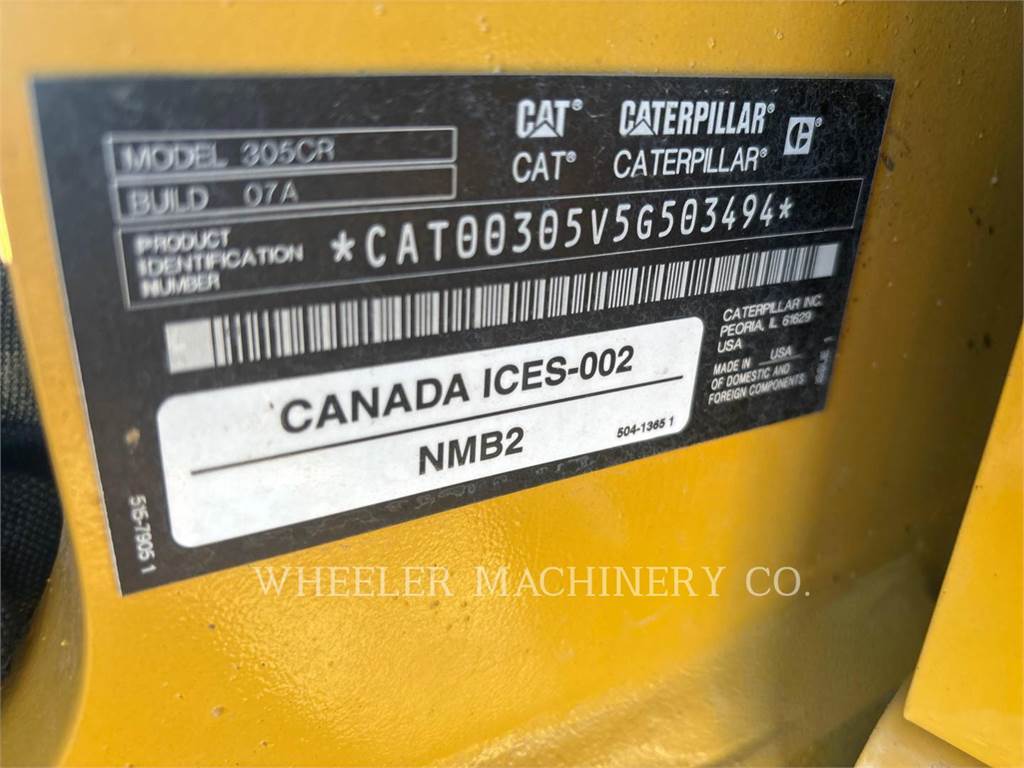 CAT® CATERPILLAR®
CAT® CATERPILLAR®
MODEL 305CR
BUILD 07A
PRODUCT
IDENTIFICATION
NUMBER
*CAT00305V5G503494*
CATERPILLAR INC.
PEORIA, IL 61629
USA
MADE IN USA
OF DOMESTIC AND
FOREIGN COMPONENTS
CANADA ICES-002
NMB2
504-1365 1
515-7905 1
WHEELER MACHINERY CO.